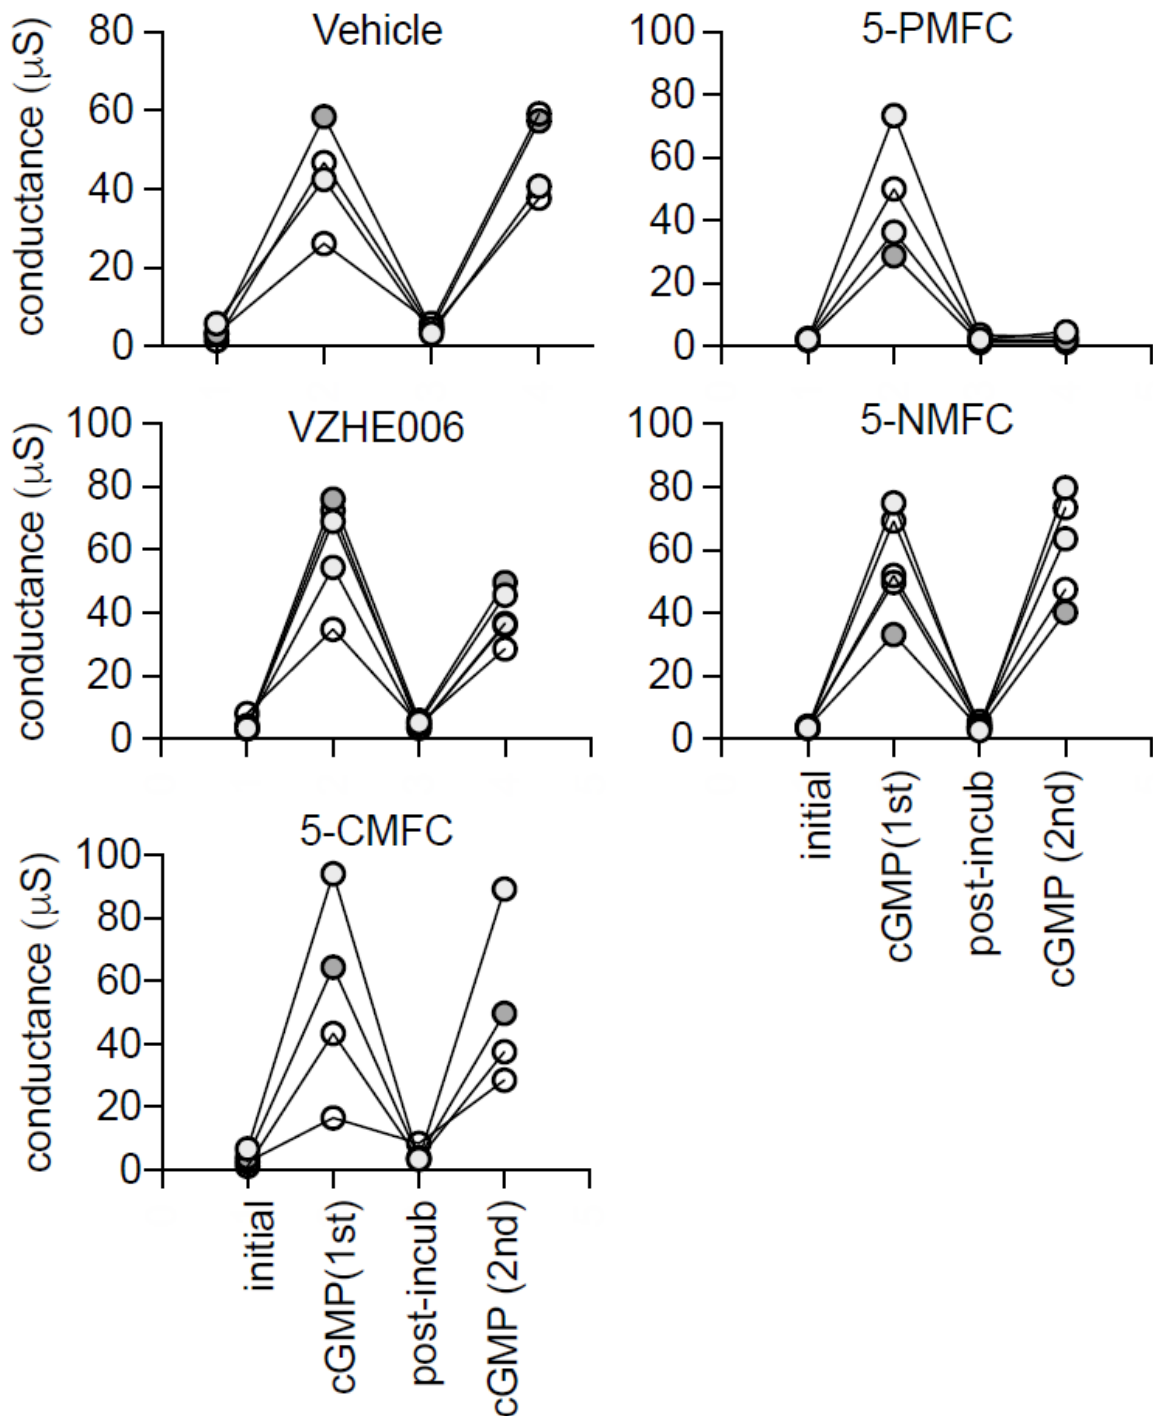 Vehicle
conductance (μS)
80
60
40
20
0
5-PMFC
100
80
60
40
20
0
VZHE006
conductance (μS)
100
80
60
40
20
0
5-NMFC
100
80
60
40
20
0
initial
cGMP(1st)
post-incub
cGMP (2nd)
5-CMFC
conductance (μS)
100
80
60
40
20
0
initial
cGMP(1st)
post-incub
cGMP (2nd)